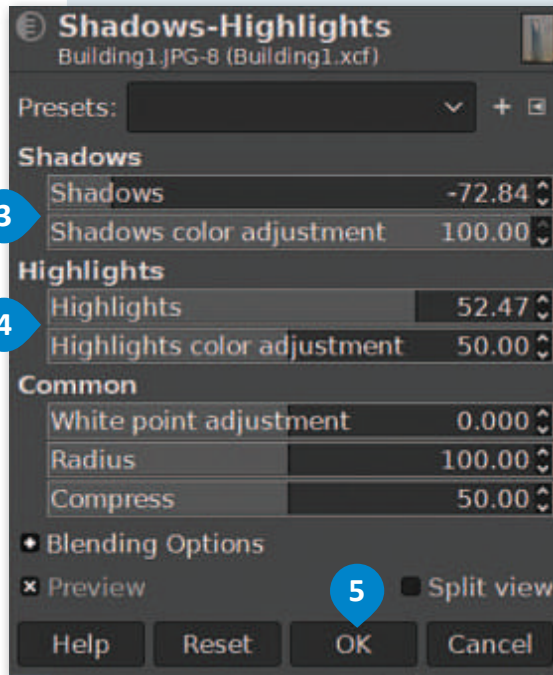 Shadows-Highlights
Building1.JPG-8 (Building1.xcf)
Presets:
Shadows
3
Shadows -72.84
Shadows color adjustment 100.00
Highlights
4
Highlights 52.47
Highlights color adjustment 50.00
Common
White point adjustment 0.000
Radius 100.00
Compress 50.00
Blending Options
Preview 5 Split view
Help Reset OK Cancel